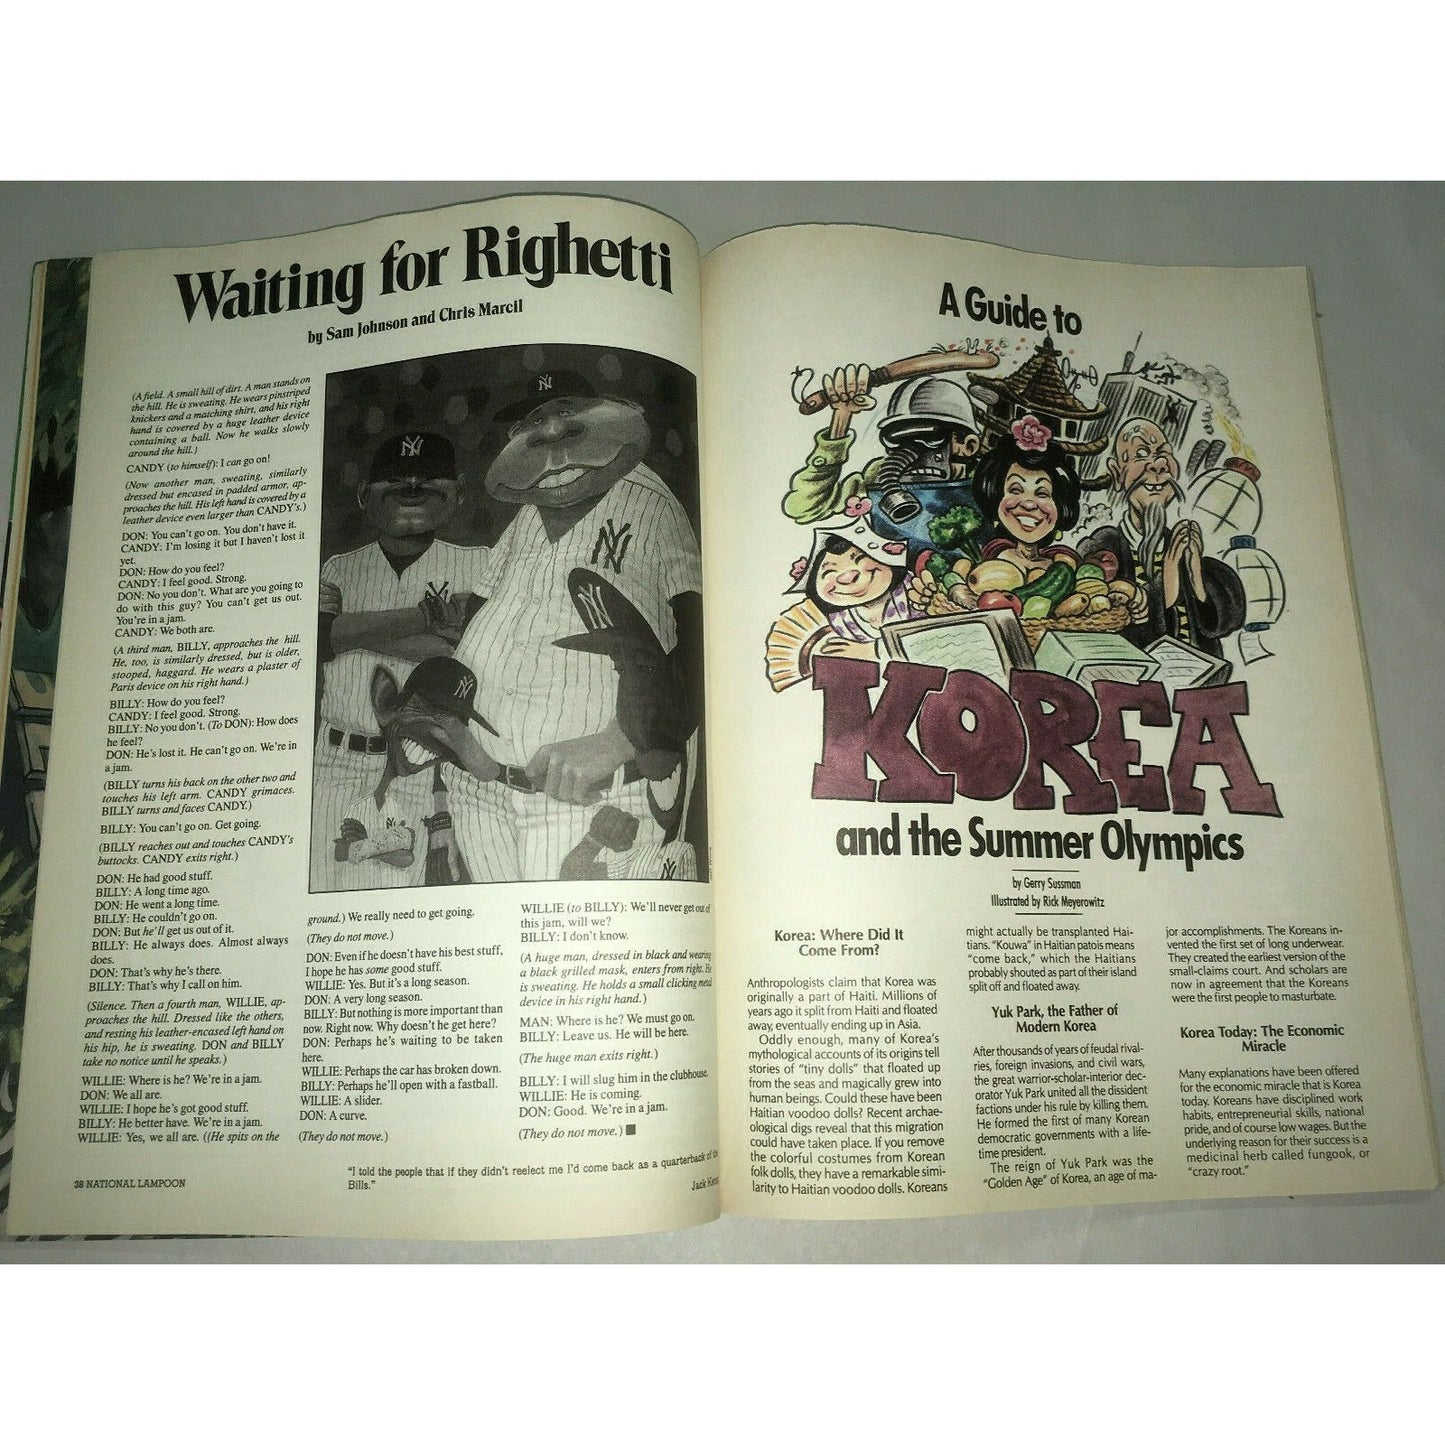 Waiting for Righetti
by Sam Johnson and Chris Marcil
(A field. A small hill of dirt. A man stands on
the hill. He is sweating. He wears pinstriped
knickers and a matching shirt, and his right
hand is covered by a huge leather device
containing a ball. Now he walks slowly
around the hill.)
CANDY (to himself): I can go on!
(Now another man, sweating, similarly
dressed but encased in padded armor, ap-
proaches the hill. His left hand is covered by a
leather device even larger than CANDY's.)
DON: You can't go on. You don't have it.
CANDY: I'm losing it but I haven't lost it
yet.
DON: How do you feel?
CANDY: I feel good. Strong.
DON: No you don't. What are you going to
do with this guy? You can't get us out.
You're in a jam.
CANDY: We both are.
(A third man, BILLY, approaches the hill.
He, too, is similarly dressed, but is older,
stooped, haggard. He wears a plaster of
Paris device on his right hand.)
BILLY: How do you feel?
CANDY: I feel good. Strong.
BILLY: No you don't. (To DON): How does
he feel?
DON: He's lost it. He can't go on. We're in
a jam.
(BILLY turns his back on the other two and
touches his left arm. CANDY grimaces.
BILLY turns and faces CANDY.)
BILLY: You can't go on. Get going.
(BILLY reaches out and touches CANDY's
buttocks. CANDY exits right.)
DON: He had good stuff.
BILLY: A long time ago.
DON: He went a long time.
BILLY: He couldn't go on.
DON: But he'll get us out of it.
BILLY: He always does. Almost always
does.
DON: That's why he's there.
BILLY: That's why I call on him.
(Silence. Then a fourth man, WILLIE, ap-
proaches the hill. Dressed like the others,
and resting his leather-encased left hand on
his hip, he is sweating. DON and BILLY
take no notice until he speaks.)
WILLIE: Where is he? We're in a jam.
DON: We all are.
WILLIE: I hope he's got good stuff.
BILLY: He better have. We're in a jam.
WILLIE: Yes, we all are. ((He spits on the
ground.) We really need to get going.
(They do not move.)
DON: Even if he doesn't have his best stuff,
I hope he has some good stuff.
WILLIE: Yes. But it's a long season.
DON: A very long season.
BILLY: But nothing is more important than
now. Right now. Why doesn't he get here?
DON: Perhaps he's waiting to be taken
here.
WILLIE: Perhaps the car has broken down.
BILLY: Perhaps he'll open with a fastball.
WILLIE: A slider.
DON: A curve.
(They do not move.)
WILLIE (to BILLY): We'll never get out of
this jam, will we?
BILLY: I don't know.
(A huge man, dressed in black and wearing
a black grilled mask, enters from right. He
is sweating. He holds a small clicking metal
device in his right hand.)
MAN: Where is he? We must go on.
BILLY: Leave us. He will be here.
(The huge man exits right.)
BILLY: I will slug him in the clubhouse.
WILLIE: He is coming.
DON: Good. We're in a jam.
(They do not move.)
"I told the people that if they didn't reelect me I'd come back as a quarterback of the
Bills."
Jack Kemp
38 NATIONAL LAMPOON
NY
NY
NY
NY
NY
NY
NY
NY
A Guide to
KOREA
and the Summer Olympics
by Gerry Sussman
Illustrated by Rick Meyerowitz
Korea: Where Did It
Come From?
Anthropologists claim that Korea was
originally a part of Haiti. Millions of
years ago it split from Haiti and floated
away, eventually ending up in Asia.
Oddly enough, many of Korea's
mythological accounts of its origins tell
stories of "tiny dolls" that floated up
from the seas and magically grew into
human beings. Could these have been
Haitian voodoo dolls? Recent archae-
ological digs reveal that this migration
could have taken place. If you remove
the colorful costumes from Korean
folk dolls, they have a remarkable simi-
larity to Haitian voodoo dolls. Koreans
might actually be transplanted Hai-
tians. "Kouwa" in Haitian patois means
"come back," which the Haitians
probably shouted as part of their island
split off and floated away.
Yuk Park, the Father of
Modern Korea
After thousands of years of feudal rival-
ries, foreign invasions, and civil wars,
the great warrior-scholar-interior dec-
orator Yuk Park united all the dissident
factions under his rule by killing them.
He formed the first of many Korean
democratic governments with a life-
time president.
The reign of Yuk Park was the
"Golden Age" of Korea, an age of ma-
jor accomplishments. The Koreans in-
vented the first set of long underwear.
They created the earliest version of the
small-claims court. And scholars are
now in agreement that the Koreans
were the first people to masturbate.
Korea Today: The Economic
Miracle
Many explanations have been offered
for the economic miracle that is Korea
today. Koreans have disciplined work
habits, entrepreneurial skills, national
pride, and of course low wages. But the
underlying reason for their success is a
medicinal herb called fungook, or
"crazy root."